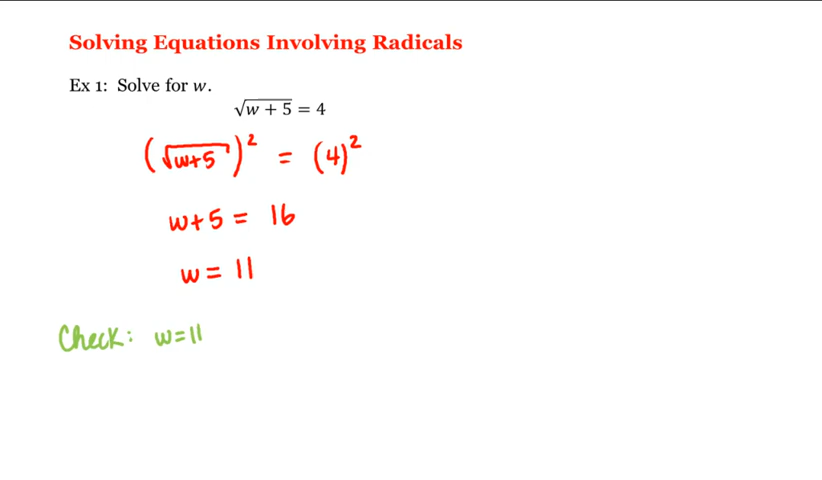 Solving Equations Involving Radicals
Ex 1: Solve for w.
√(w + 5) = 4
(√(w+5))² = (4)²
w+5 = 16
w = 11
Check: w=11